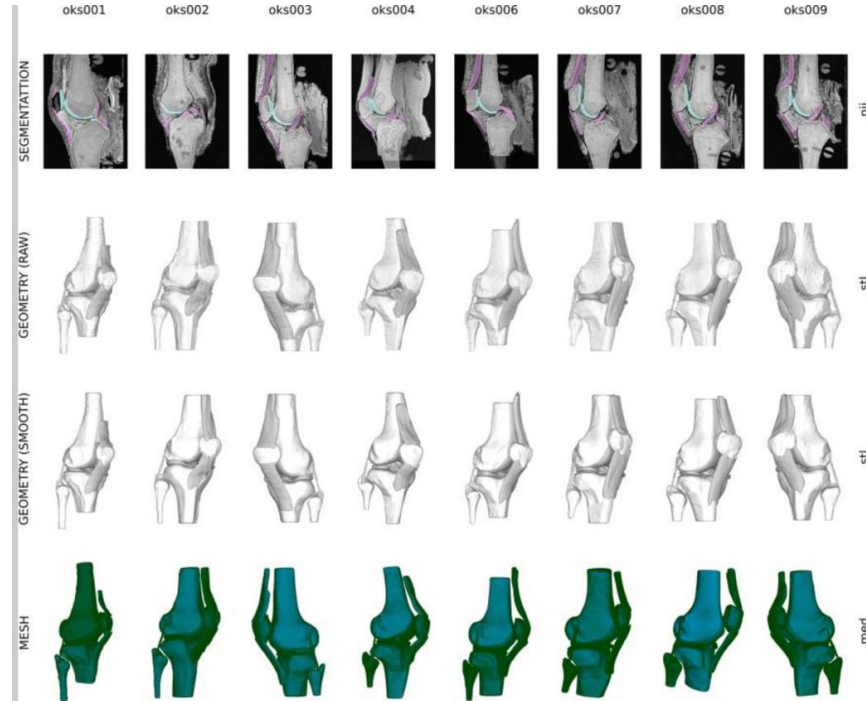 oks001 oks002 oks003 oks004 oks006 oks007 oks008 oks009
SEGMENTATTION
nii
GEOMETRY (RAW)
stl
GEOMETRY (SMOOTH)
stl
MESH
med